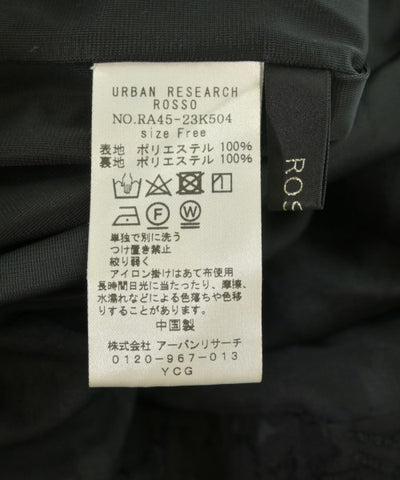 URBAN RESEARCH
ROSSO
NO.RA45-23K504
size Free
表地 ポリエステル 100%
裏地 ポリエステル 100%
F W
単独で別に洗う
つけ置き禁止
絞り弱く
アイロン掛けはあて布使用
長時間日光に当たったり、摩擦、
水濡れなどによる色落ちや色移
りすることがあります。
中国製
株式会社 アーバンリサーチ
0120-967-013
YCG
ROS